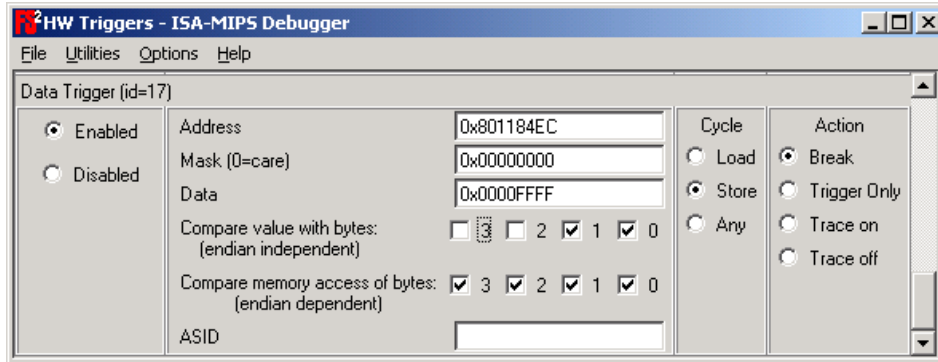 FS2 HW Triggers - ISA-MIPS Debugger
File Utilities Options Help
Data Trigger (id=17)
Enabled
Disabled
Address 0x801184EC
Mask (0=care) 0x00000000
Data 0x0000FFFF
Compare value with bytes: 3 2 1 0
(endian independent)
Compare memory access of bytes: 3 2 1 0
(endian dependent)
ASID
Cycle
Load
Store
Any
Action
Break
Trigger Only
Trace on
Trace off